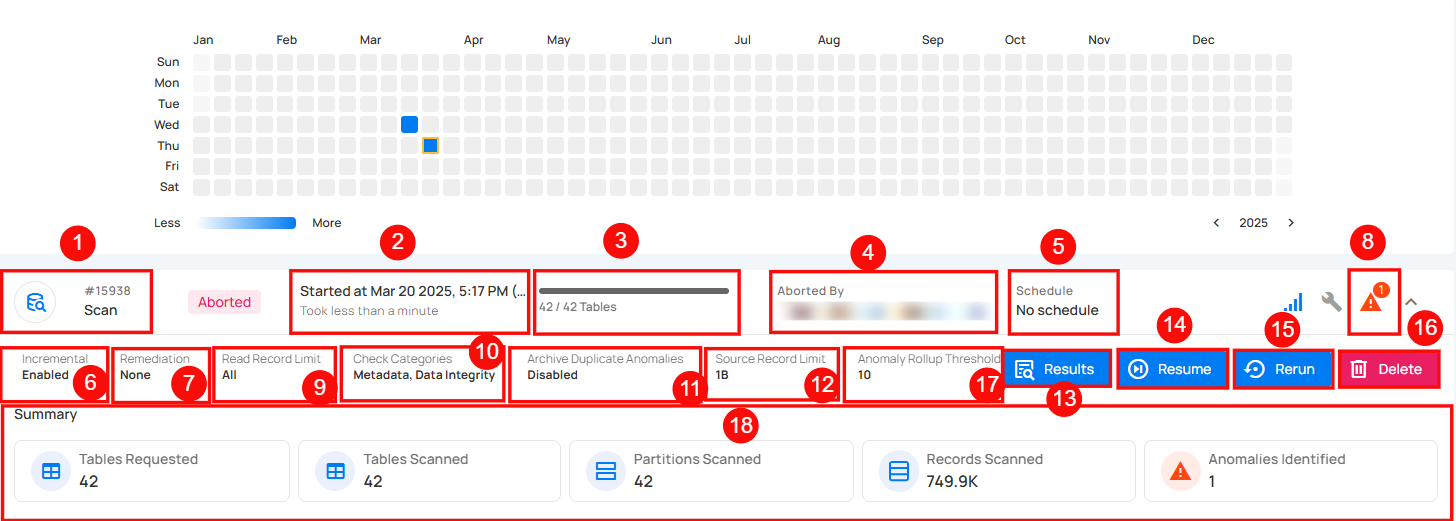 Jan Feb Mar Apr May Jun Jul Aug Sep Oct Nov Dec
Sun
Mon
Tue
Wed
Thu
Fri
Sat
Less More
2025
1
2
3
4
5
8
#15938
Scan
Aborted
Started at Mar 20 2025, 5:17 PM (...
Took less than a minute
42 / 42 Tables
Aborted By
Schedule
No schedule
1
14
15
16
Incremental
Enabled
6
Remediation
None
7
Read Record Limit
All
9
Check Categories
Metadata, Data Integrity
10
Archive Duplicate Anomalies
Disabled
11
Source Record Limit
1B
12
Anomaly Rollup Threshold
10
17
Results
13
Resume
Rerun
Delete
Summary
18
Tables Requested
42
Tables Scanned
42
Partitions Scanned
42
Records Scanned
749.9K
Anomalies Identified
1